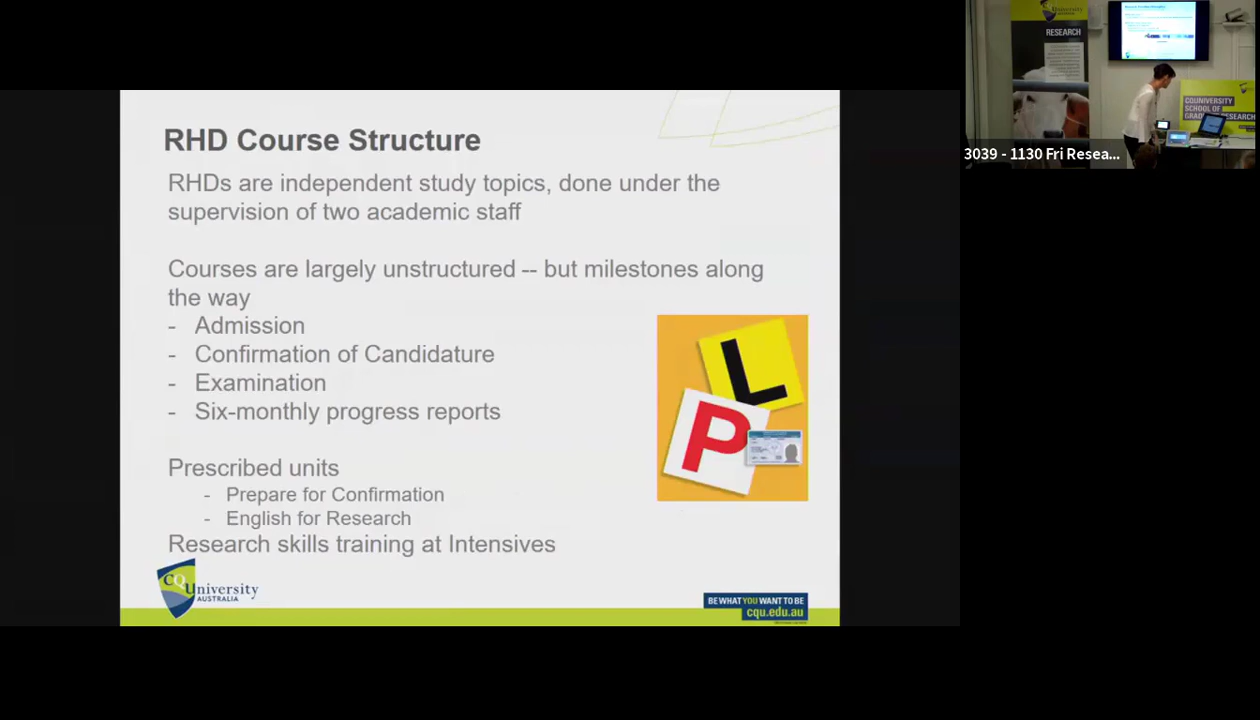 RHD Course Structure
RHDs are independent study topics, done under the
supervision of two academic staff
Courses are largely unstructured -- but milestones along
the way
- Admission
- Confirmation of Candidature
- Examination
- Six-monthly progress reports
Prescribed units
- Prepare for Confirmation
- English for Research
Research skills training at Intensives
L
P
CQUniversity
AUSTRALIA
BE WHAT YOU WANT TO BE
cqu.edu.au
University
RESEARCH
CQUNIVERSITY
SCHOOL OF
GRADUATE RESEARCH
3039 - 1130 Fri Resea...